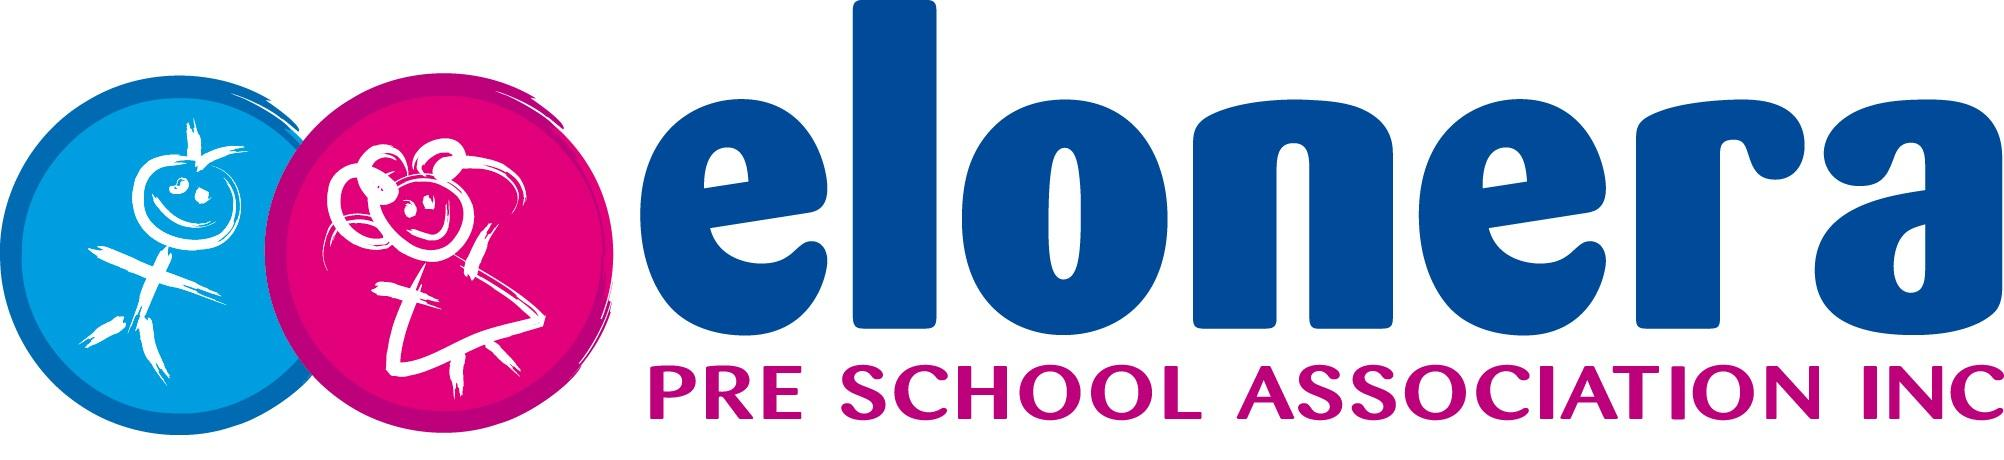 elonera
PRE SCHOOL ASSOCIATION INC